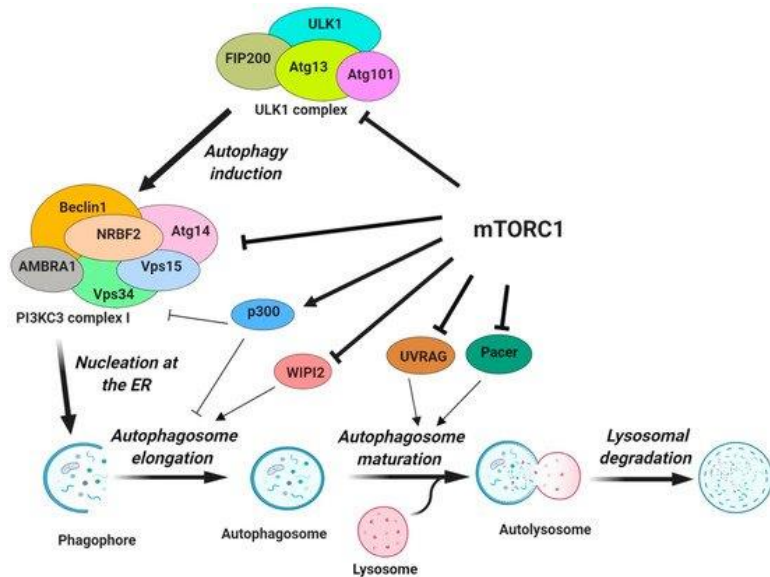 ULK1
FIP200
Atg13
Atg101
ULK1 complex
Autophagy
induction
Beclin1
NRBF2
Atg14
AMBRA1
Vps15
Vps34
PI3KC3 complex I
mTORC1
p300
WIPI2
UVRAG
Pacer
Nucleation at
the ER
Autophagosome
elongation
Autophagosome
maturation
Lysosomal
degradation
Phagophore
Autophagosome
Lysosome
Autolysosome